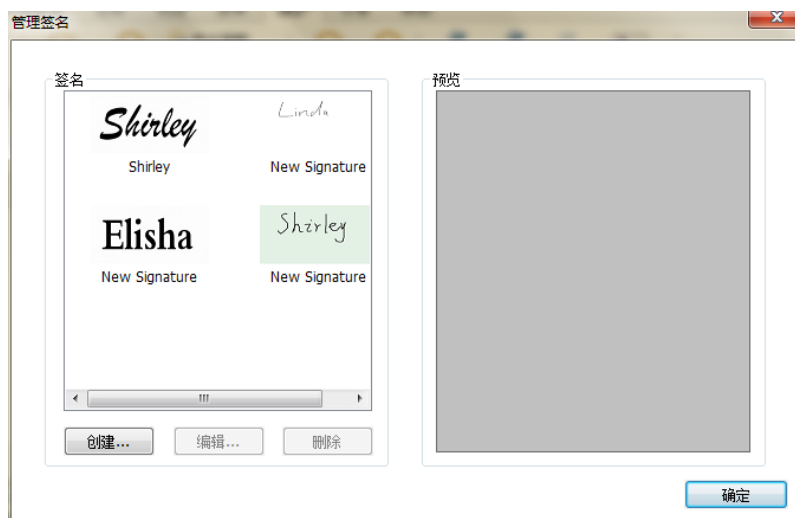 管理签名
签名
预览
Shirley
Linda
Shirley
New Signature
Elisha
Shirley
New Signature
New Signature
创建...
编辑...
删除
确定